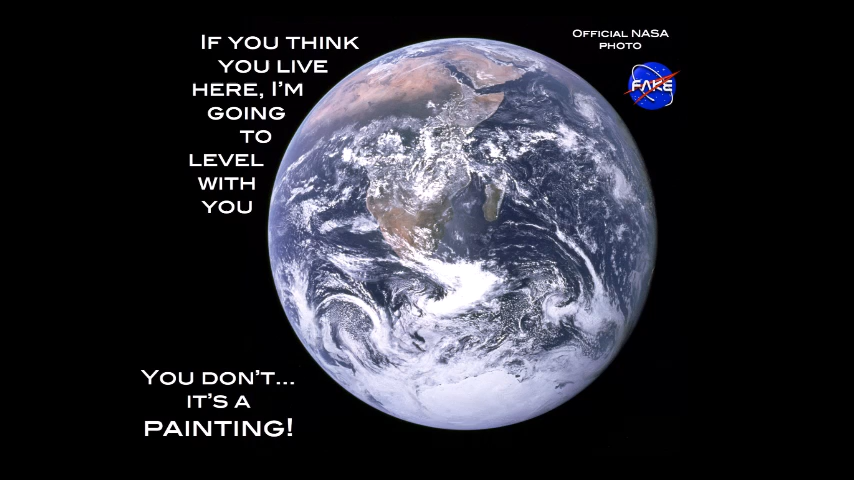 If you think
you live
here, I'm
going
to
level
with
you
Official NASA
photo
FAKE
You don't...
it's a
painting!